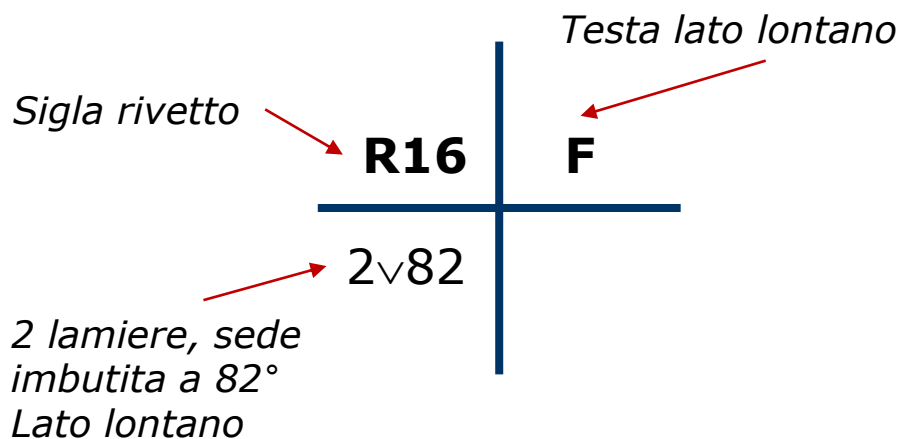 Testa lato lontano
Sigla rivetto
R16
F
2∨82
2 lamiere, sede
imbutita a 82°
Lato lontano